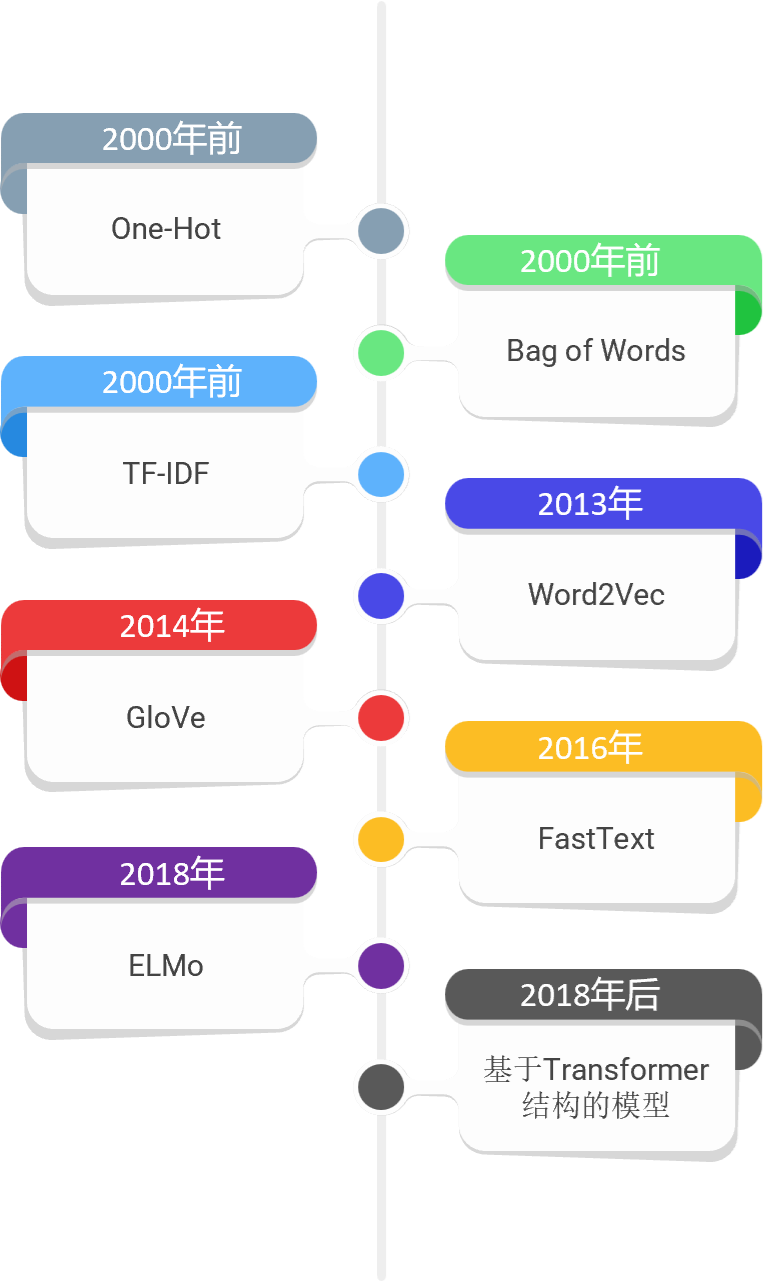 2000年前
One-Hot
2000年前
Bag of Words
2000年前
TF-IDF
2013年
Word2Vec
2014年
GloVe
2016年
FastText
2018年
ELMo
2018年后
基于Transformer
结构的模型